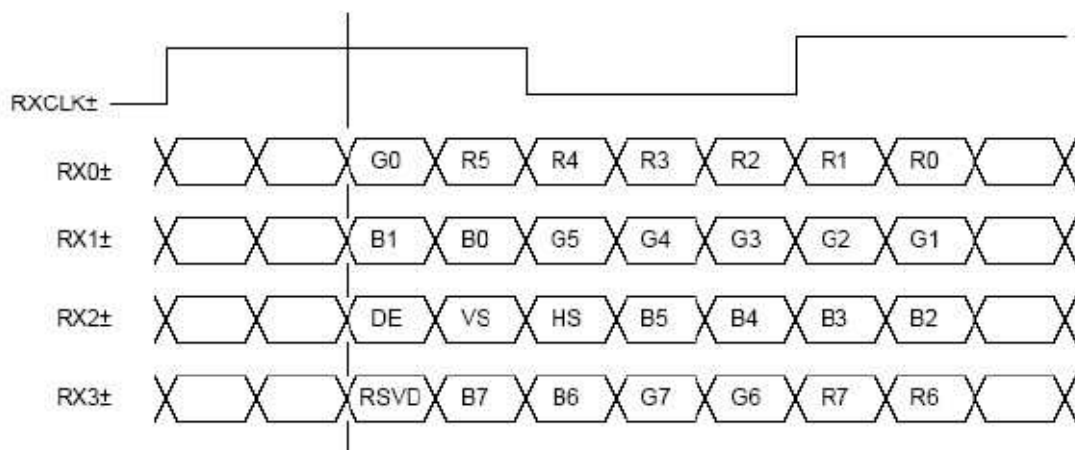 RXCLK±
RX0± G0 R5 R4 R3 R2 R1 R0
RX1± B1 B0 G5 G4 G3 G2 G1
RX2± DE VS HS B5 B4 B3 B2
RX3± RSVD B7 B6 G7 G6 R7 R6